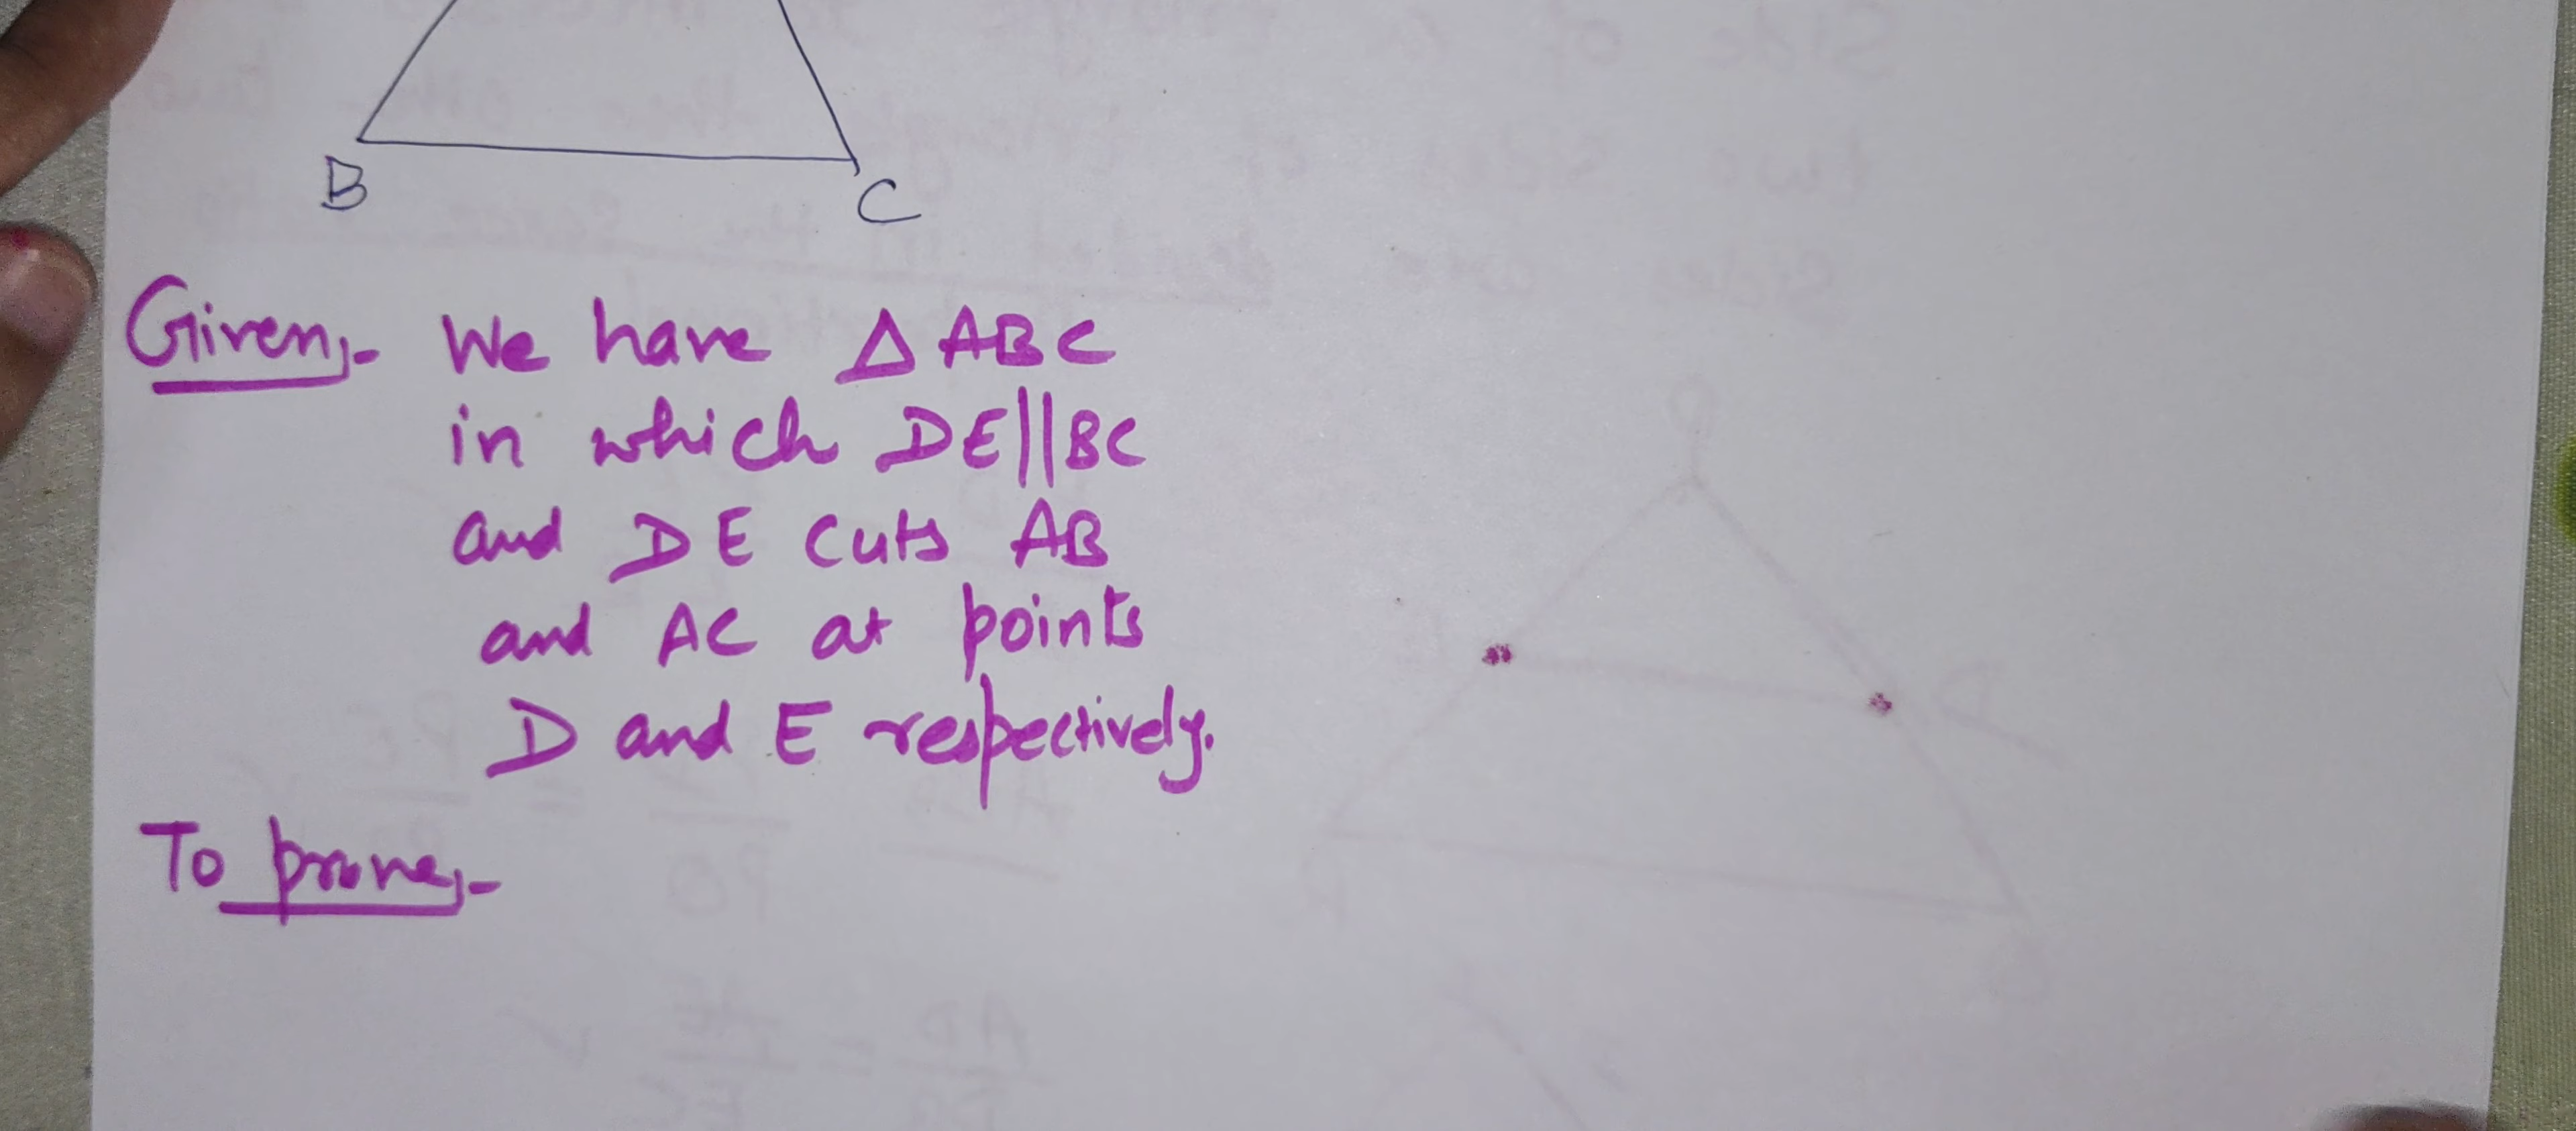 B
C
Given,- We have △ABC
in which DE||BC
and DE cuts AB
and AC at points
D and E respectively.
To prove,-